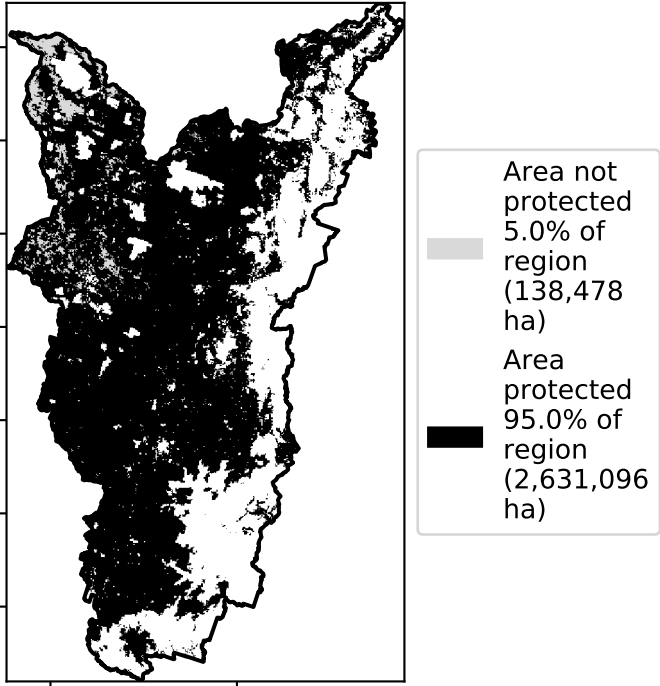 Area not
protected
5.0% of
region
(138,478
ha)
Area
protected
95.0% of
region
(2,631,096
ha)